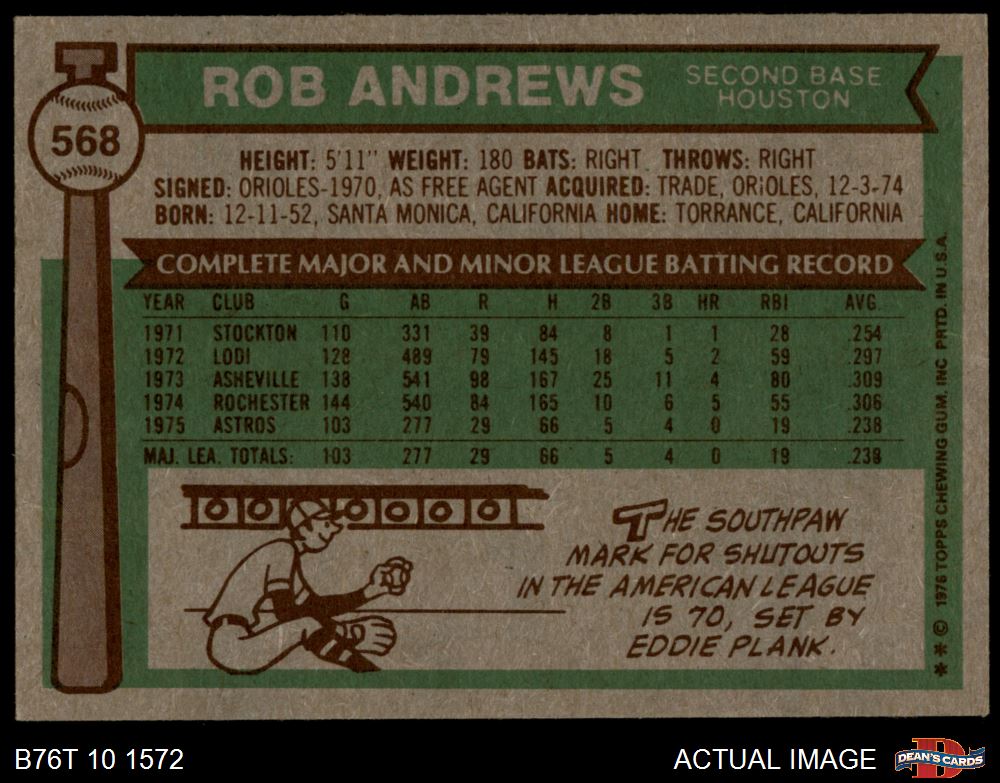 568
ROB ANDREWS
SECOND BASE
HOUSTON
HEIGHT: 5'11" WEIGHT: 180 BATS: RIGHT THROWS: RIGHT
SIGNED: ORIOLES-1970, AS FREE AGENT ACQUIRED: TRADE, ORIOLES, 12-3-74
BORN: 12-11-52, SANTA MONICA, CALIFORNIA HOME: TORRANCE, CALIFORNIA
COMPLETE MAJOR AND MINOR LEAGUE BATTING RECORD
YEAR CLUB G AB R H 2B 3B HR RBI AVG.
1971 STOCKTON 110 331 39 84 8 1 1 28 .254
1972 LODI 128 489 79 145 18 5 2 59 .297
1973 ASHEVILLE 138 541 98 167 25 11 4 80 .309
1974 ROCHESTER 144 540 84 165 10 6 5 55 .306
1975 ASTROS 103 277 29 66 5 4 0 19 .238
MAJ. LEA. TOTALS: 103 277 29 66 5 4 0 19 .238
000000
THE SOUTHPAW
MARK FOR SHUTOUTS
IN THE AMERICAN LEAGUE
IS 70, SET BY
EDDIE PLANK.
** © 1976 TOPPS CHEWING GUM, INC. PRTD. IN U.S.A.
B76T 10 1572
ACTUAL IMAGE
D
DEAN'S CARDS